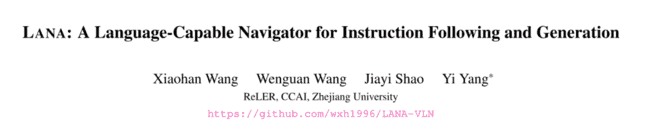 LANA: A Language-Capable Navigator for Instruction Following and Generation
Xiaohan Wang Wenguan Wang Jiayi Shao Yi Yang*
ReLER, CCAI, Zhejiang University
https://github.com/wxh1996/LANA-VLN